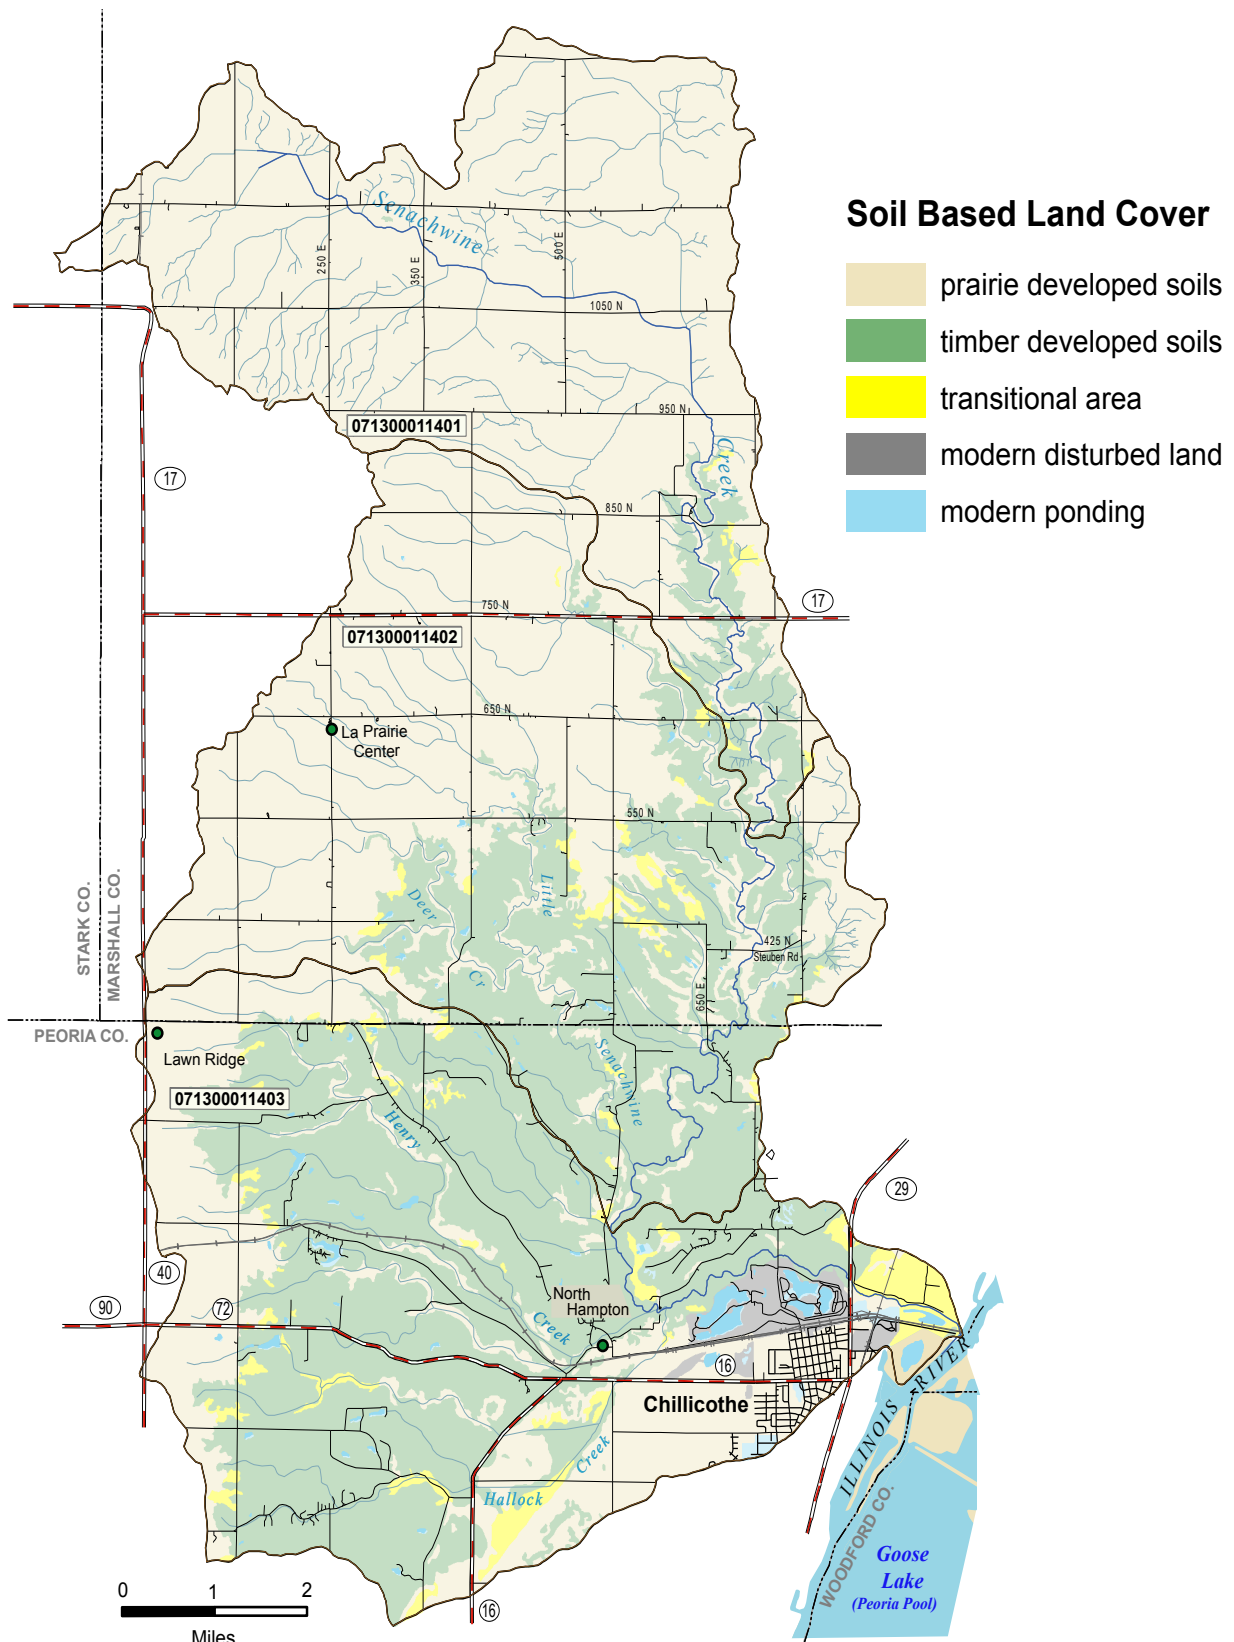 Soil Based Land Cover
prairie developed soils
timber developed soils
transitional area
modern disturbed land
modern ponding
Senachwine
250 E
350 E
500 E
1050 N
950 N
071300011401
Creek
17
850 N
750 N
17
071300011402
650 N
La Prairie
Center
550 N
Deer
Little
STARK CO.
MARSHALL CO.
425 N
Steuben Rd
Cr
650 E
PEORIA CO.
Lawn Ridge
Senachwine
071300011403
Henry
29
40
North
Hampton
90
72
Creek
16
ILLINOIS RIVER
Chillicothe
Creek
Hallock
WOODFORD CO.
Goose
Lake
(Peoria Pool)
0 1 2
Miles
16